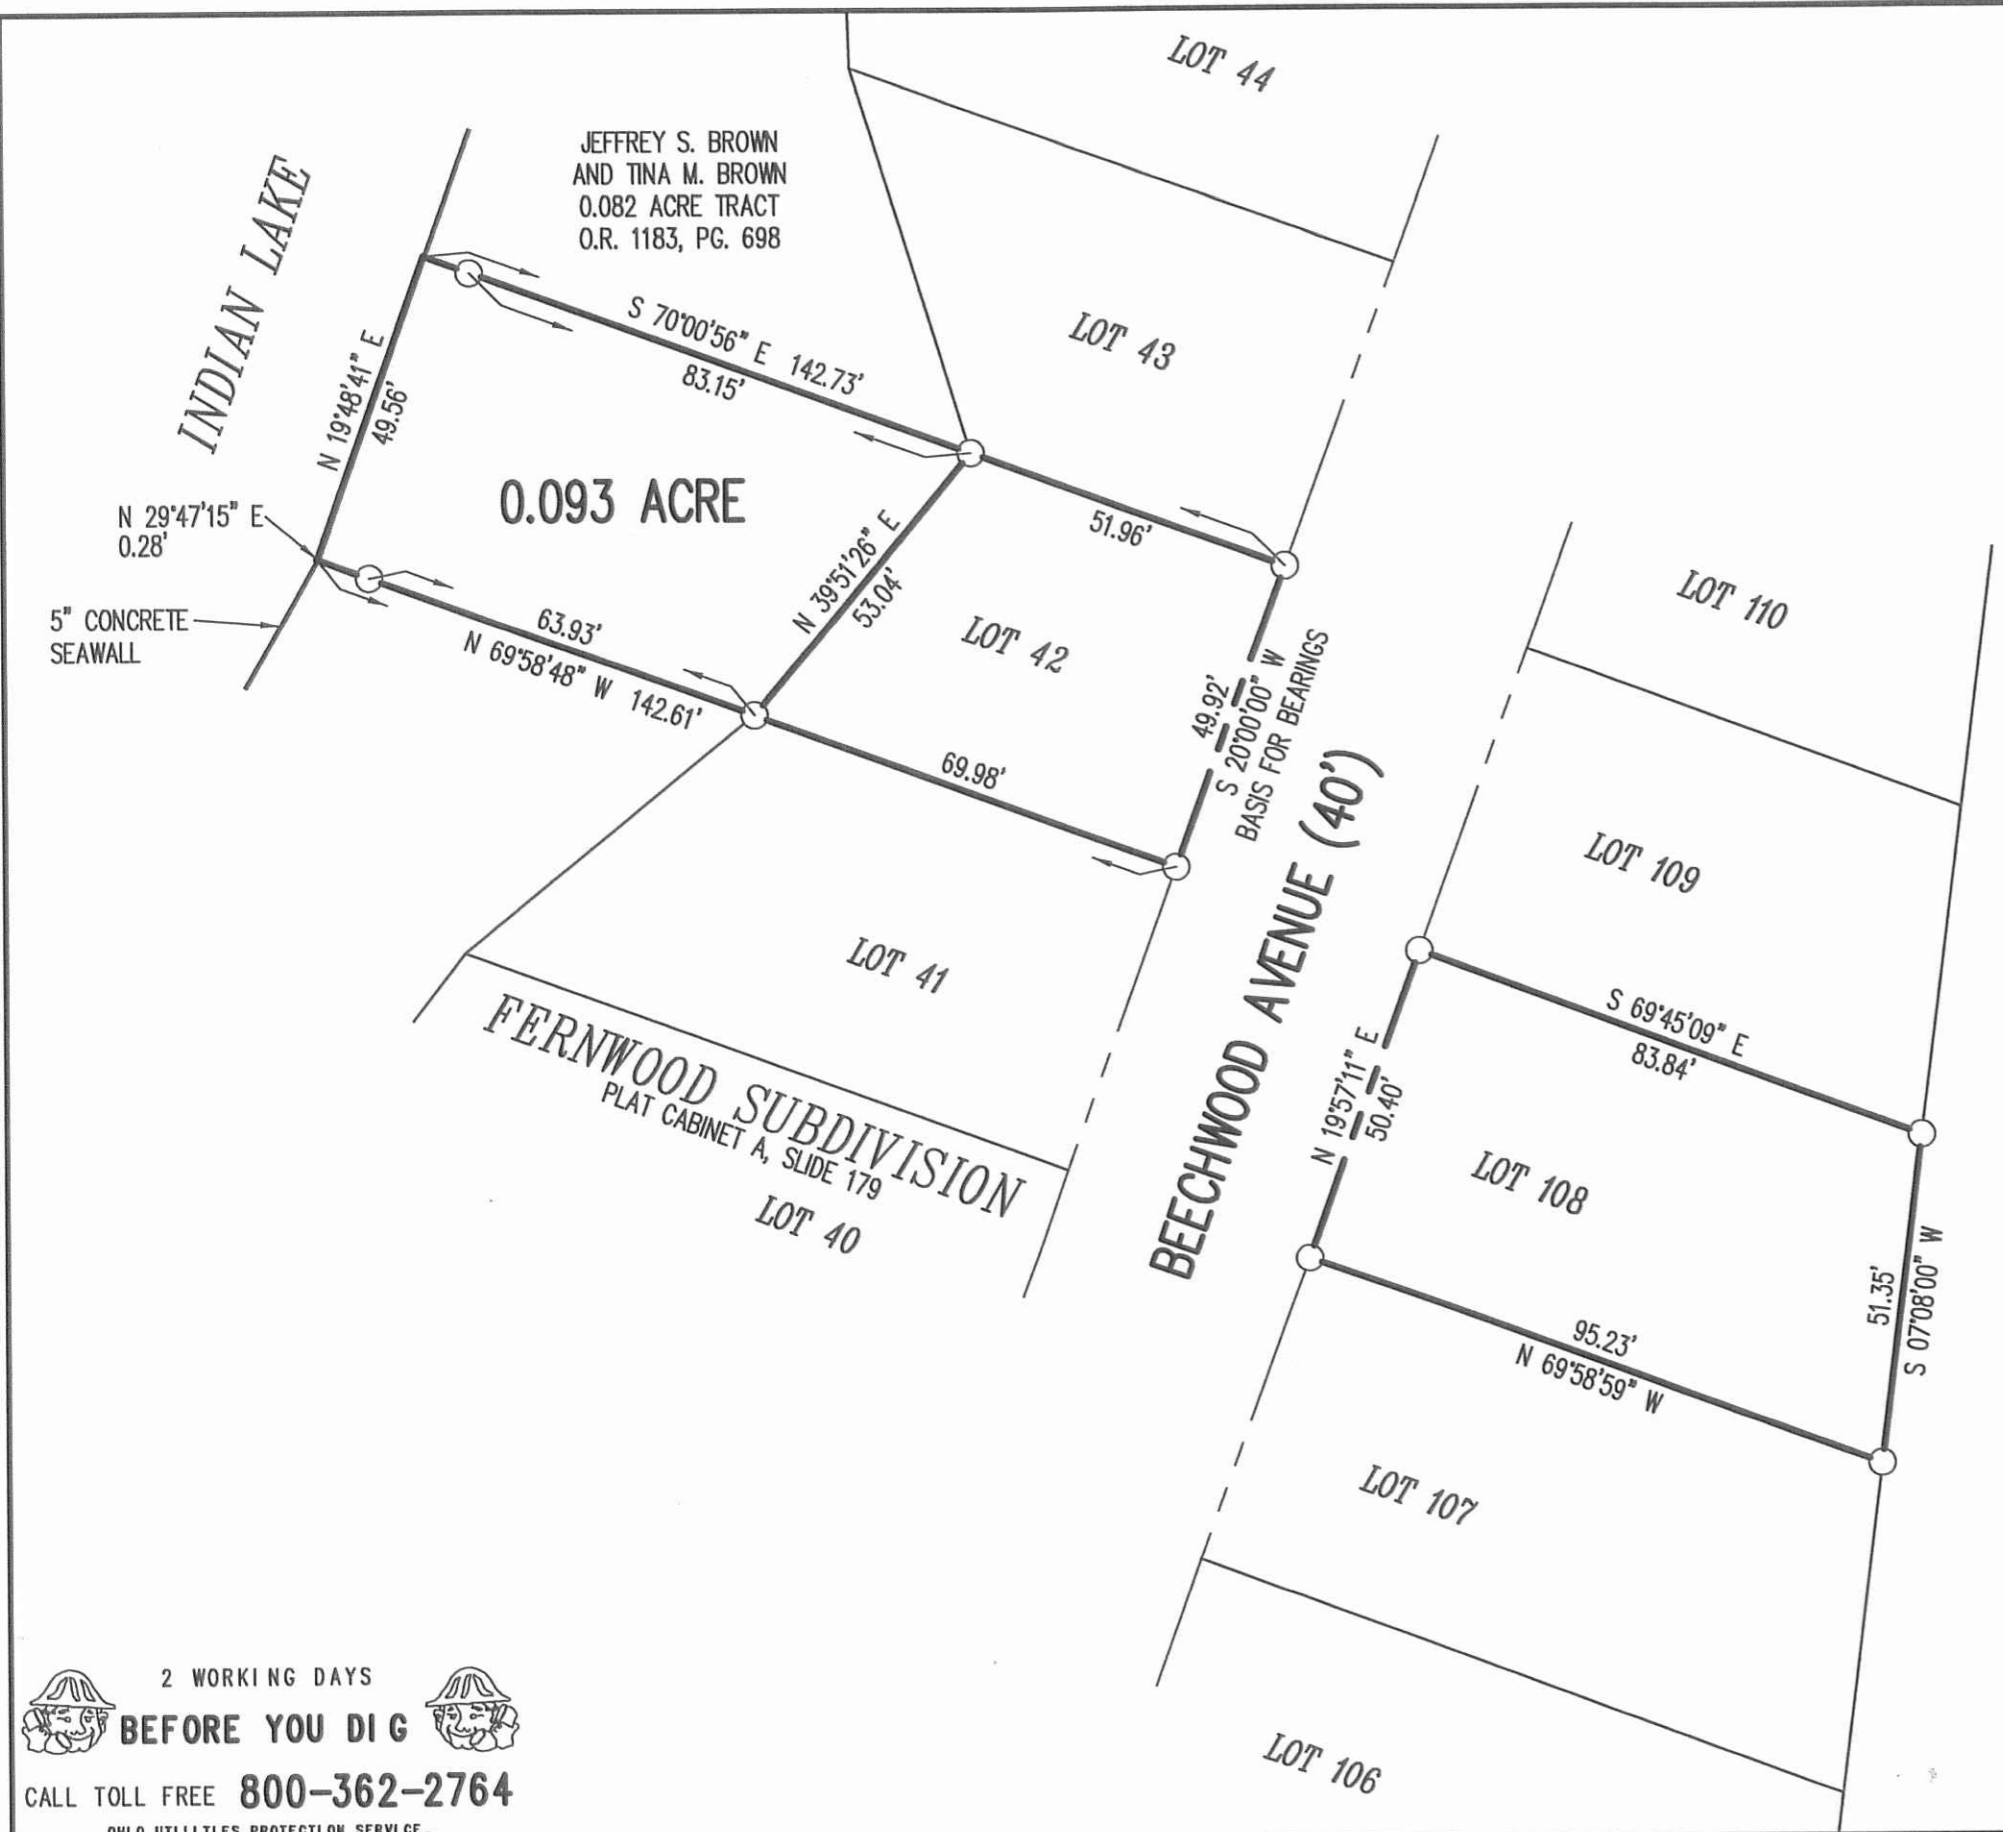 LOT 44
JEFFREY S. BROWN
AND TINA M. BROWN
0.082 ACRE TRACT
O.R. 1183, PG. 698
INDIAN LAKE
LOT 43
S 70°00'56" E 142.73'
83.15'
N 19°48'41" E
49.56'
0.093 ACRE
N 29°47'15" E
0.28'
51.96'
N 39°51'26" E
53.04'
5" CONCRETE
SEAWALL
63.93'
N 69°58'48" W 142.61'
LOT 42
49.92'
S 20°00'00" W
BASIS FOR BEARINGS
LOT 110
69.98'
BEECHWOOD AVENUE (40')
LOT 109
LOT 41
FERNWOOD SUBDIVISION
PLAT CABINET A, SLIDE 179
LOT 40
S 69°45'09" E
83.84'
N 19°57'11" E
50.40'
LOT 108
51.35'
S 07°08'00" W
95.23'
N 69°58'59" W
LOT 107
LOT 106
2 WORKING DAYS
BEFORE YOU DIG
CALL TOLL FREE 800-362-2764
OHIO UTILITIES PROTECTION SERVICE